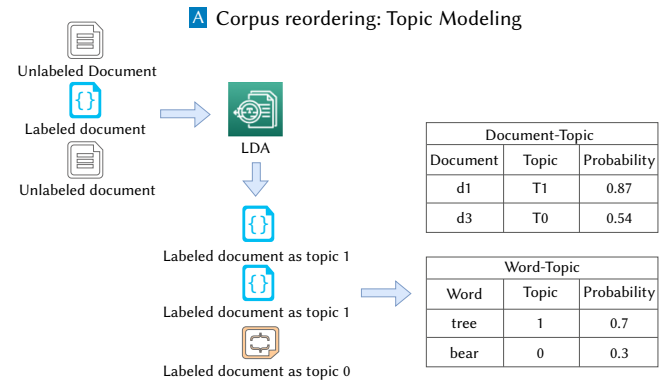 A Corpus reordering: Topic Modeling
Unlabeled Document
{}
Labeled document
Unlabeled document
LDA
{}
Labeled document as topic 1
{}
Labeled document as topic 1
Labeled document as topic 0
Document-Topic
Document Topic Probability
d1 T1 0.87
d3 T0 0.54
Word-Topic
Word Topic Probability
tree 1 0.7
bear 0 0.3